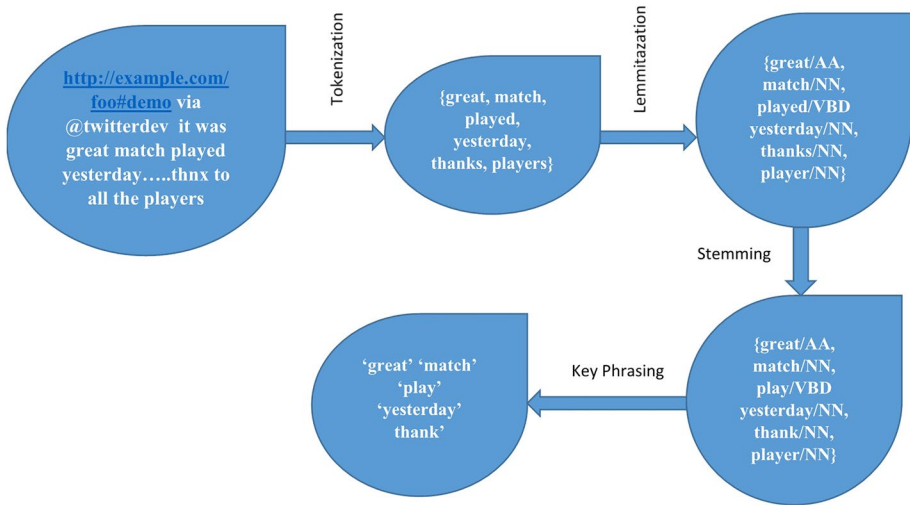 http://example.com/
foo#demo via
@twitterdev it was
great match played
yesterday…..thnx to
all the players
Tokenization
{great, match,
played,
yesterday,
thanks, players}
Lemmitazation
{great/AA,
match/NN,
played/VBD
yesterday/NN,
thanks/NN,
player/NN}
Stemming
{great/AA,
match/NN,
play/VBD
yesterday/NN,
thank/NN,
player/NN}
Key Phrasing
‘great’ ‘match’
‘play’
‘yesterday’
thank’